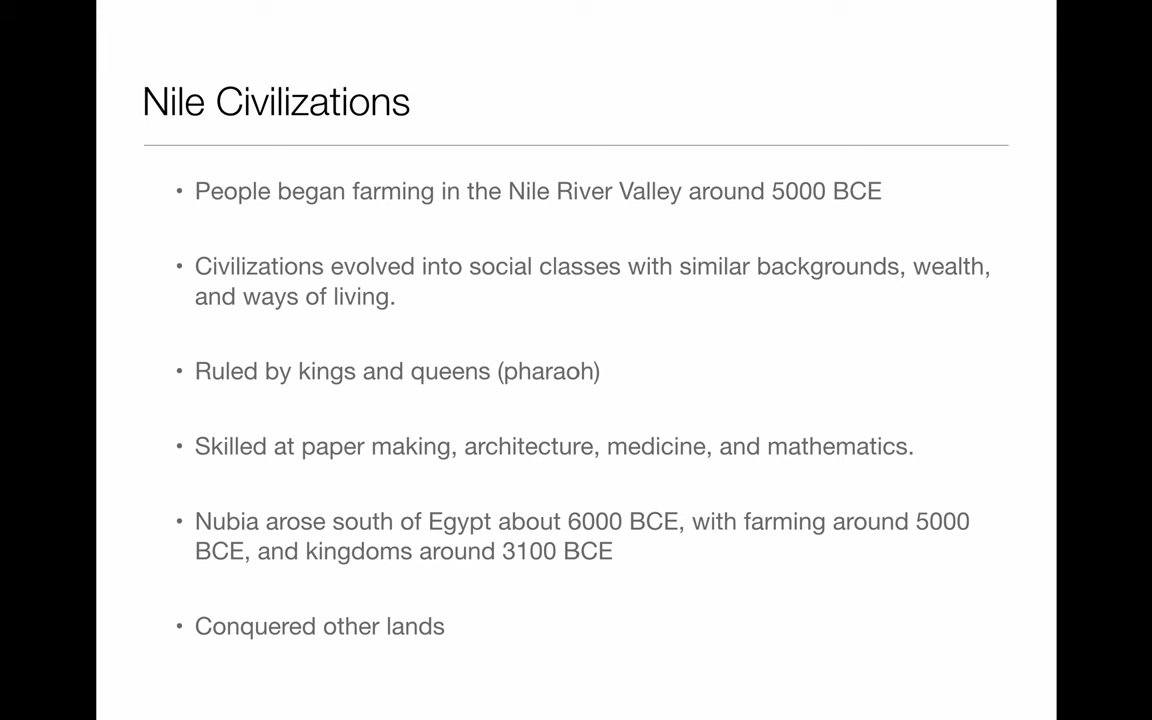 Nile Civilizations
• People began farming in the Nile River Valley around 5000 BCE
• Civilizations evolved into social classes with similar backgrounds, wealth,
and ways of living.
• Ruled by kings and queens (pharaoh)
• Skilled at paper making, architecture, medicine, and mathematics.
• Nubia arose south of Egypt about 6000 BCE, with farming around 5000
BCE, and kingdoms around 3100 BCE
• Conquered other lands